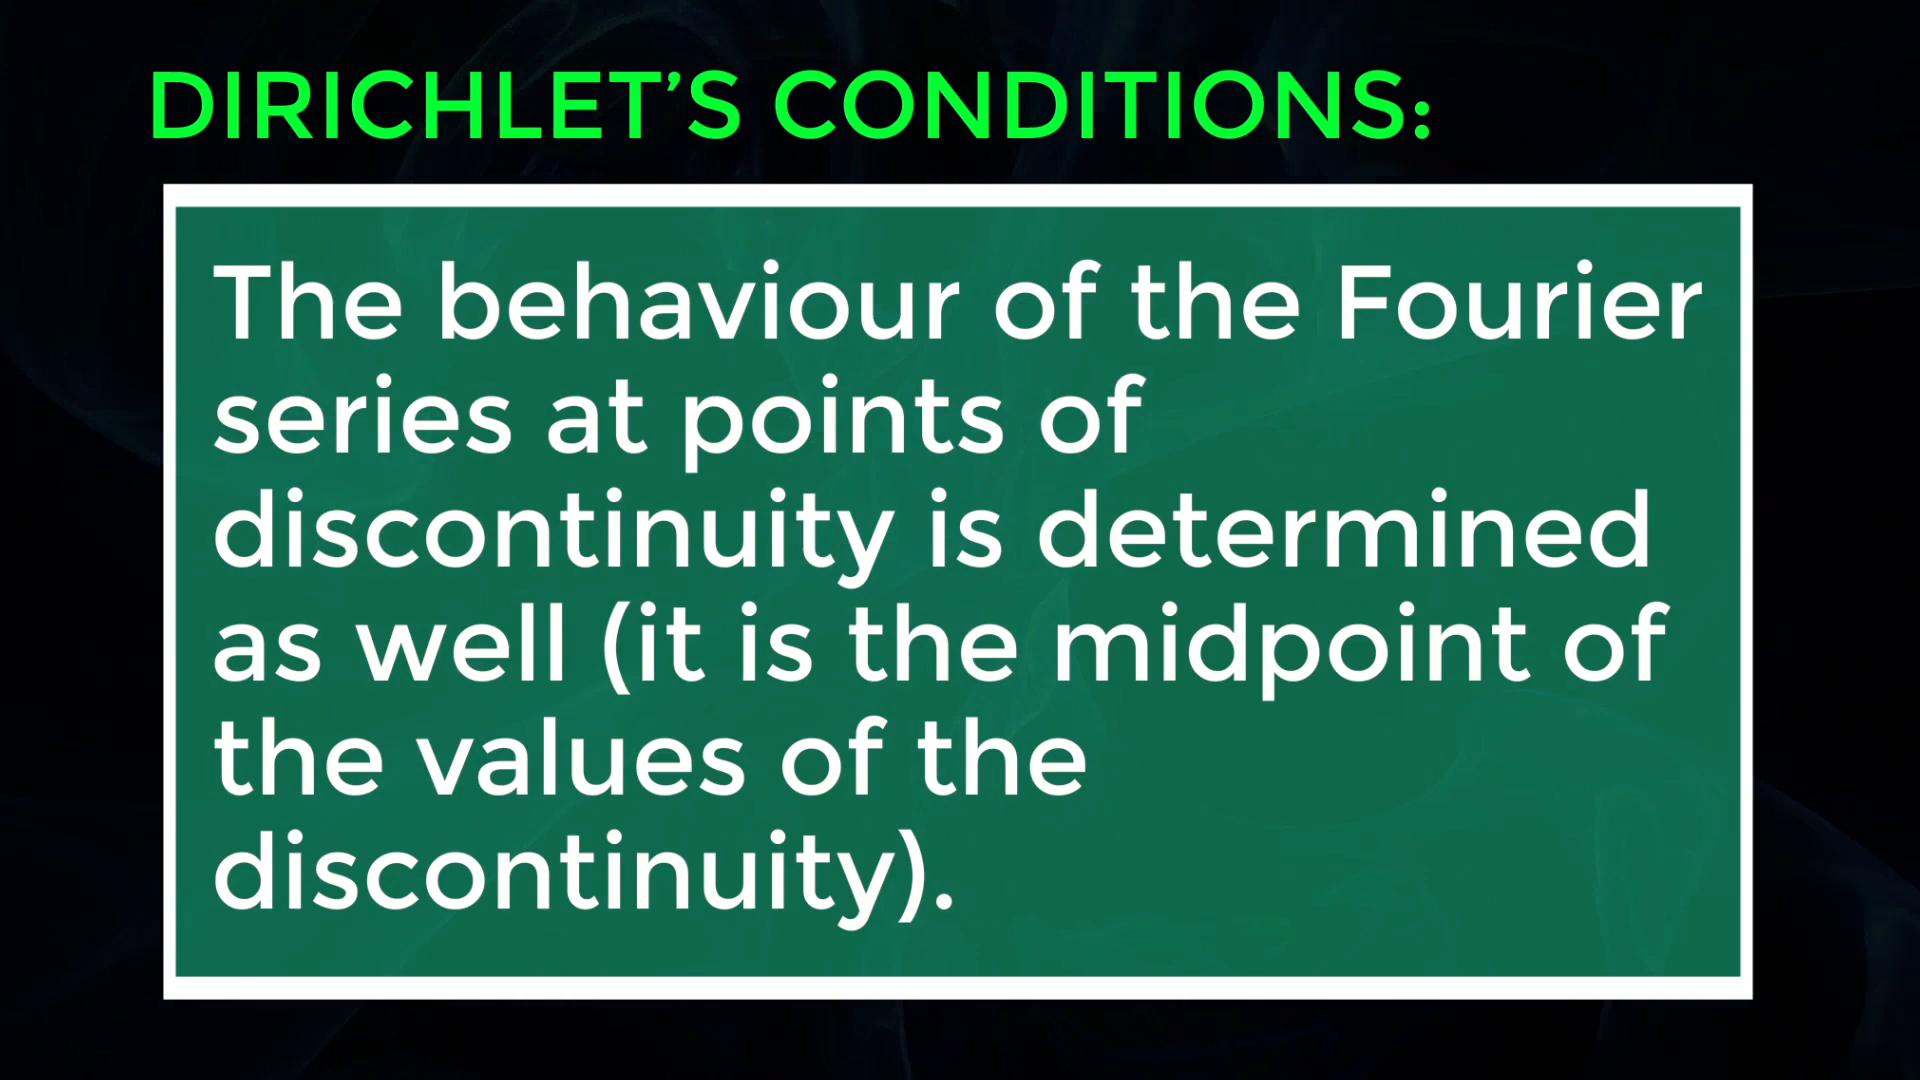 DIRICHLET’S CONDITIONS:
The behaviour of the Fourier
series at points of
discontinuity is determined
as well (it is the midpoint of
the values of the
discontinuity).